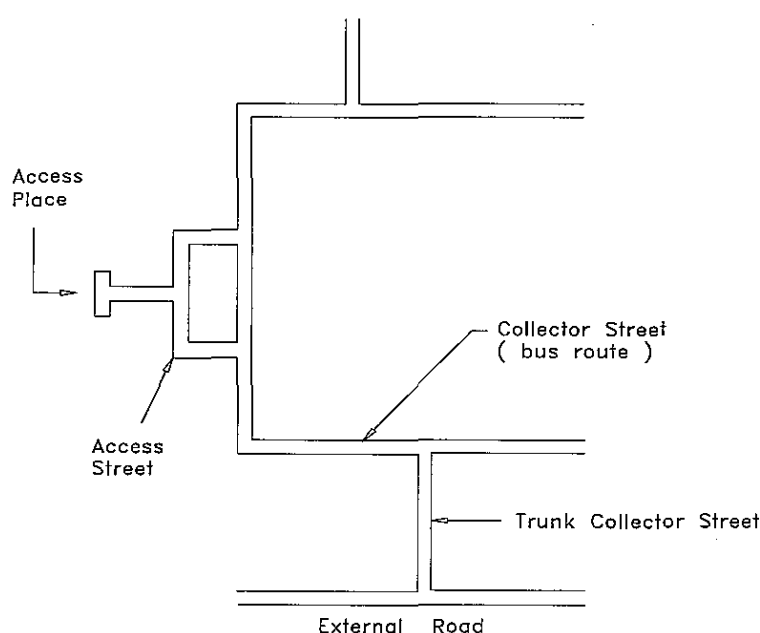 Access
Place
Collector Street
( bus route )
Access
Street
Trunk Collector Street
External Road